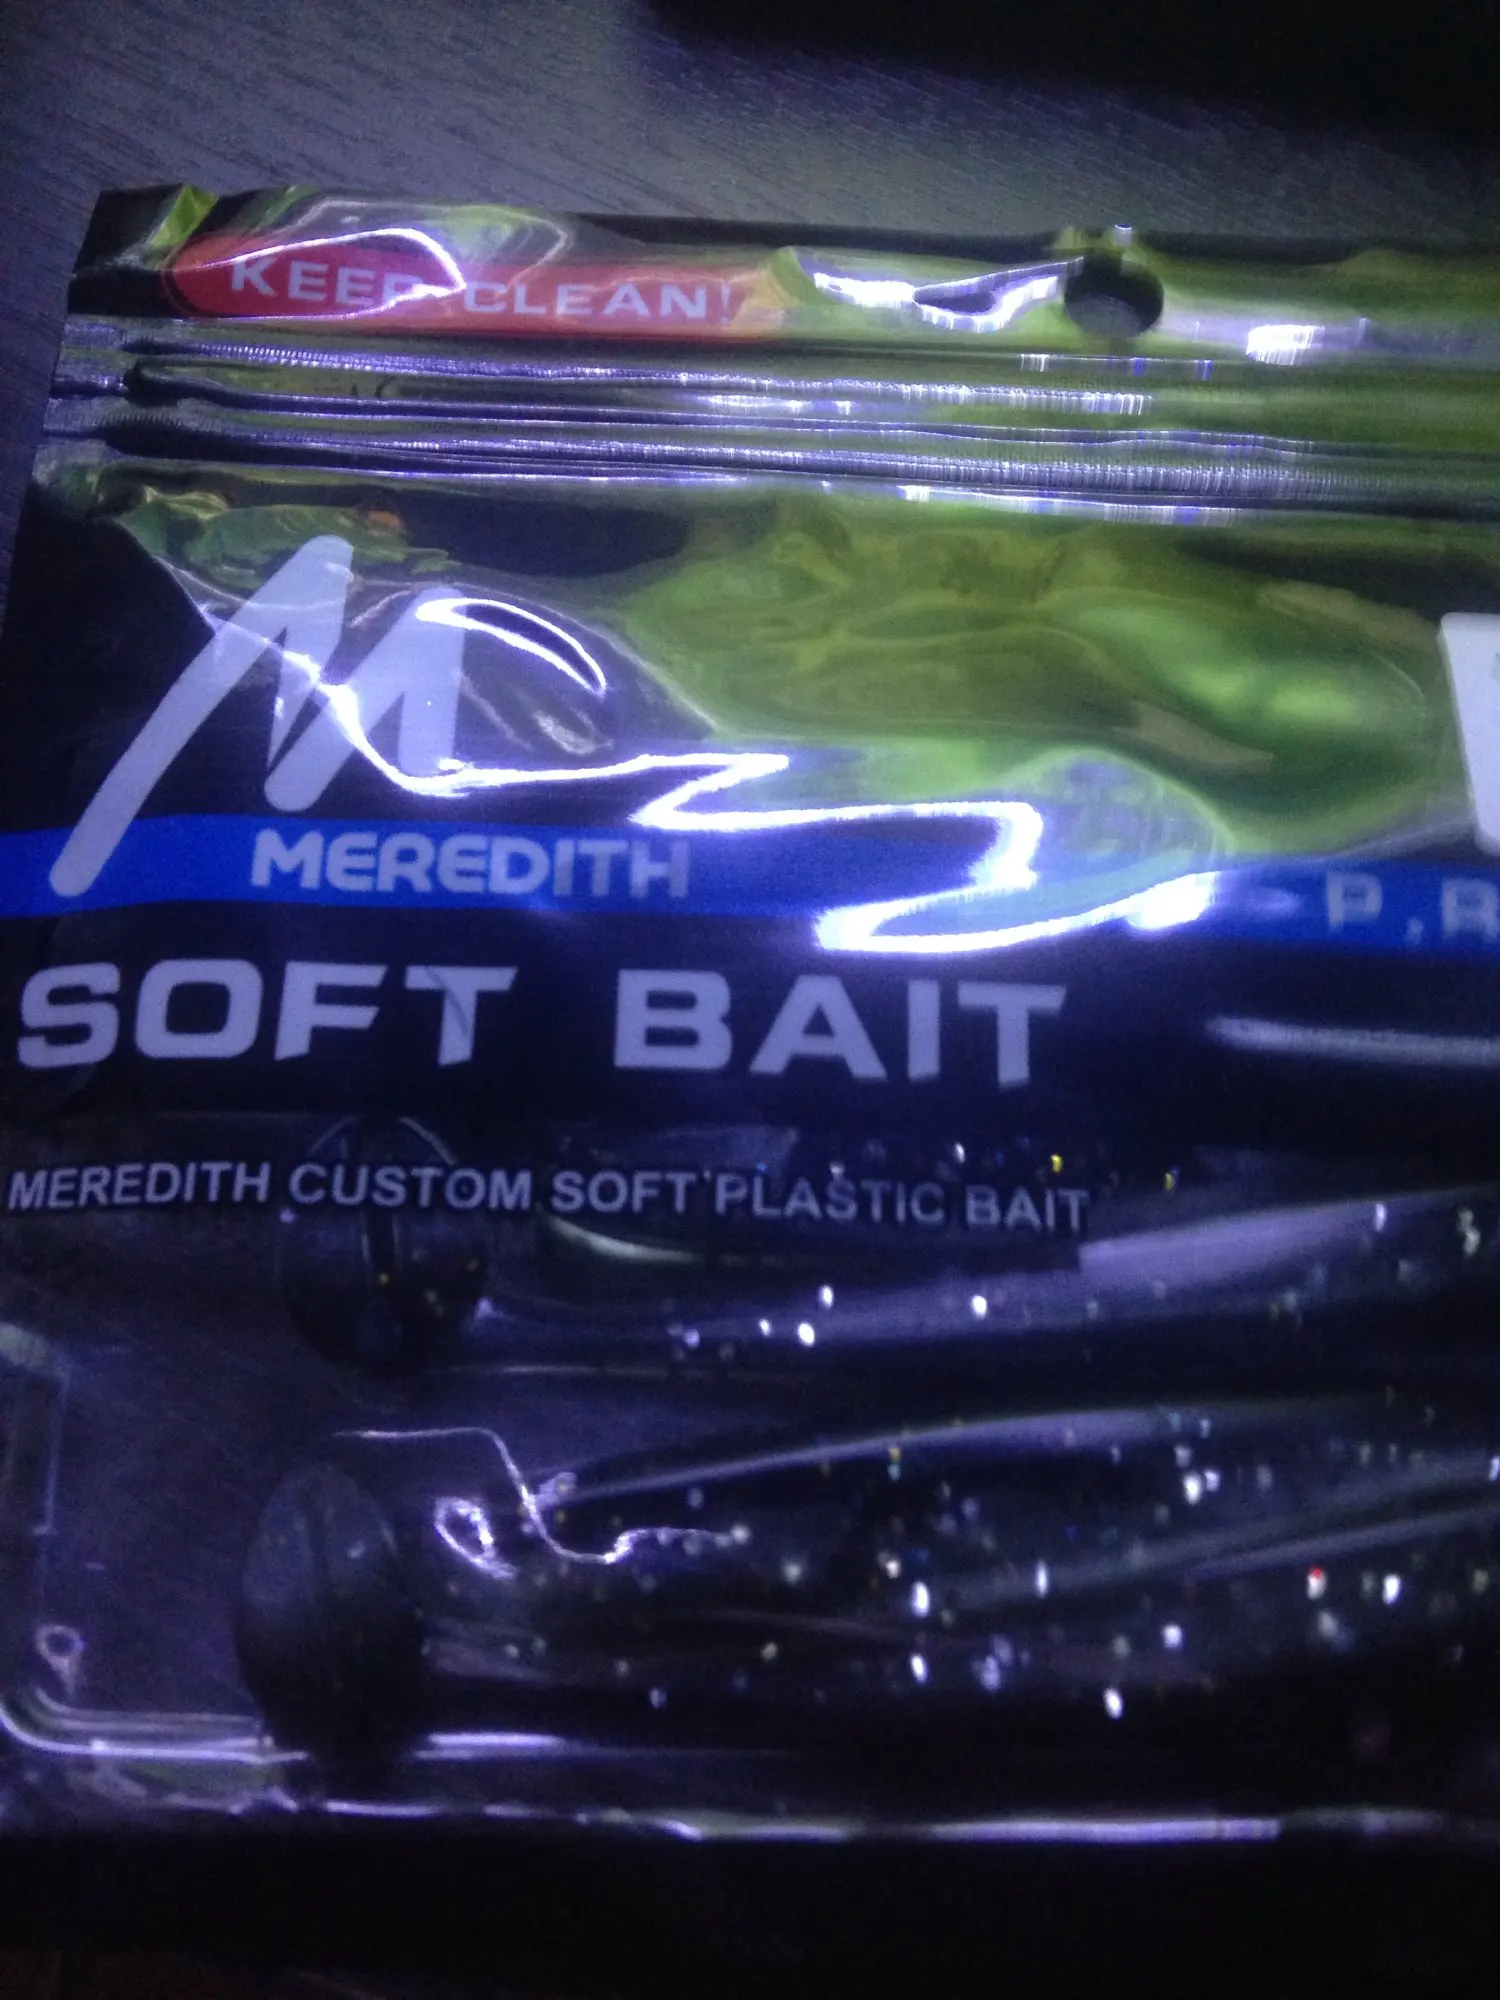 KEEP CLEAN!
MEREDITH
P.R
SOFT BAIT
MEREDITH CUSTOM SOFT PLASTIC BAIT